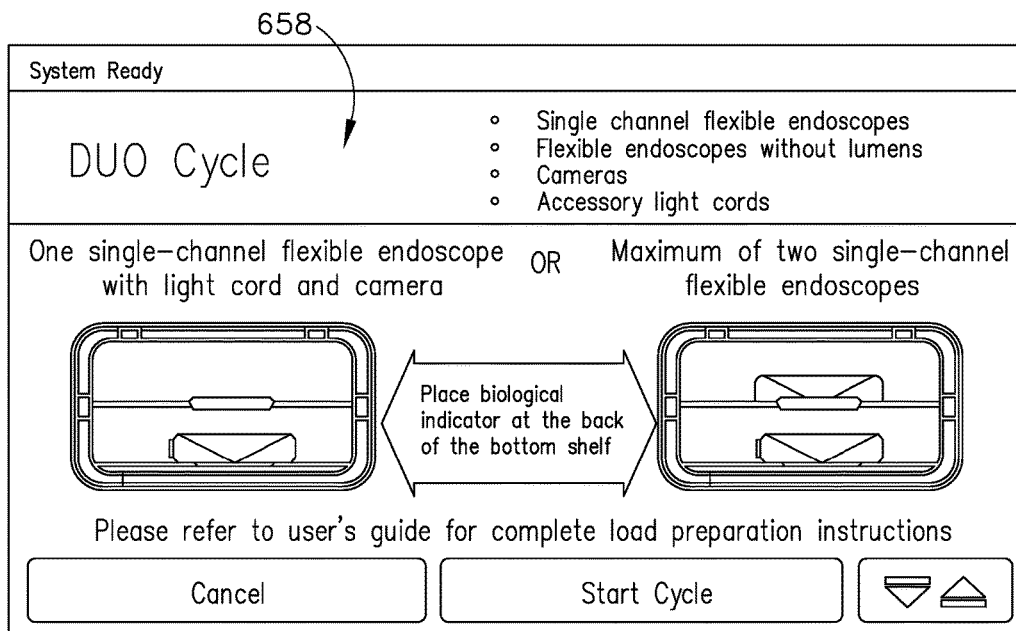 658
System Ready
DUO Cycle
° Single channel flexible endoscopes
° Flexible endoscopes without lumens
° Cameras
° Accessory light cords
One single-channel flexible endoscope
with light cord and camera
OR
Maximum of two single-channel
flexible endoscopes
Place biological
indicator at the back
of the bottom shelf
Please refer to user's guide for complete load preparation instructions
Cancel
Start Cycle